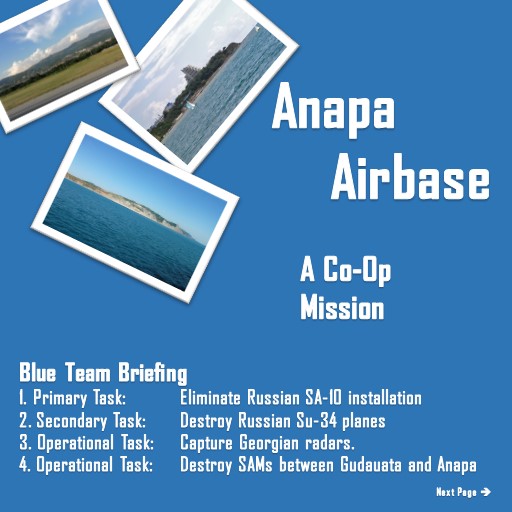 Anapa
Airbase
A Co-Op
Mission
Blue Team Briefing
1. Primary Task: Eliminate Russian SA-10 installation
2. Secondary Task: Destroy Russian Su-34 planes
3. Operational Task: Capture Georgian radars.
4. Operational Task: Destroy SAMs between Gudauata and Anapa
Next Page →